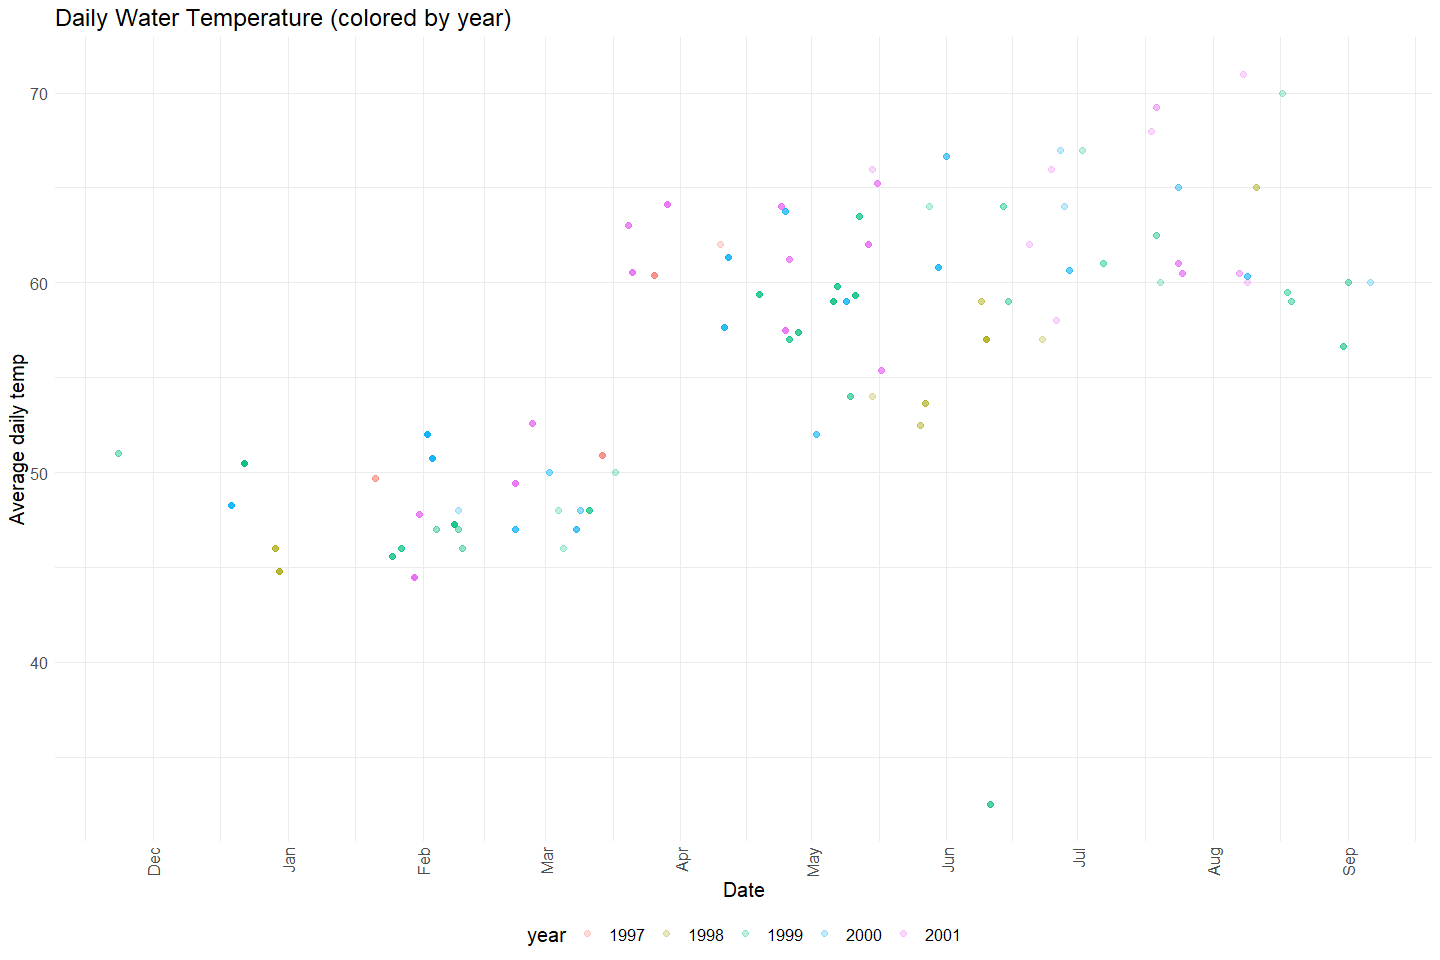 Daily Water Temperature (colored by year)
Average daily temp
70
60
50
40
Dec Jan Feb Mar Apr May Jun Jul Aug Sep
Date
year 1997 1998 1999 2000 2001